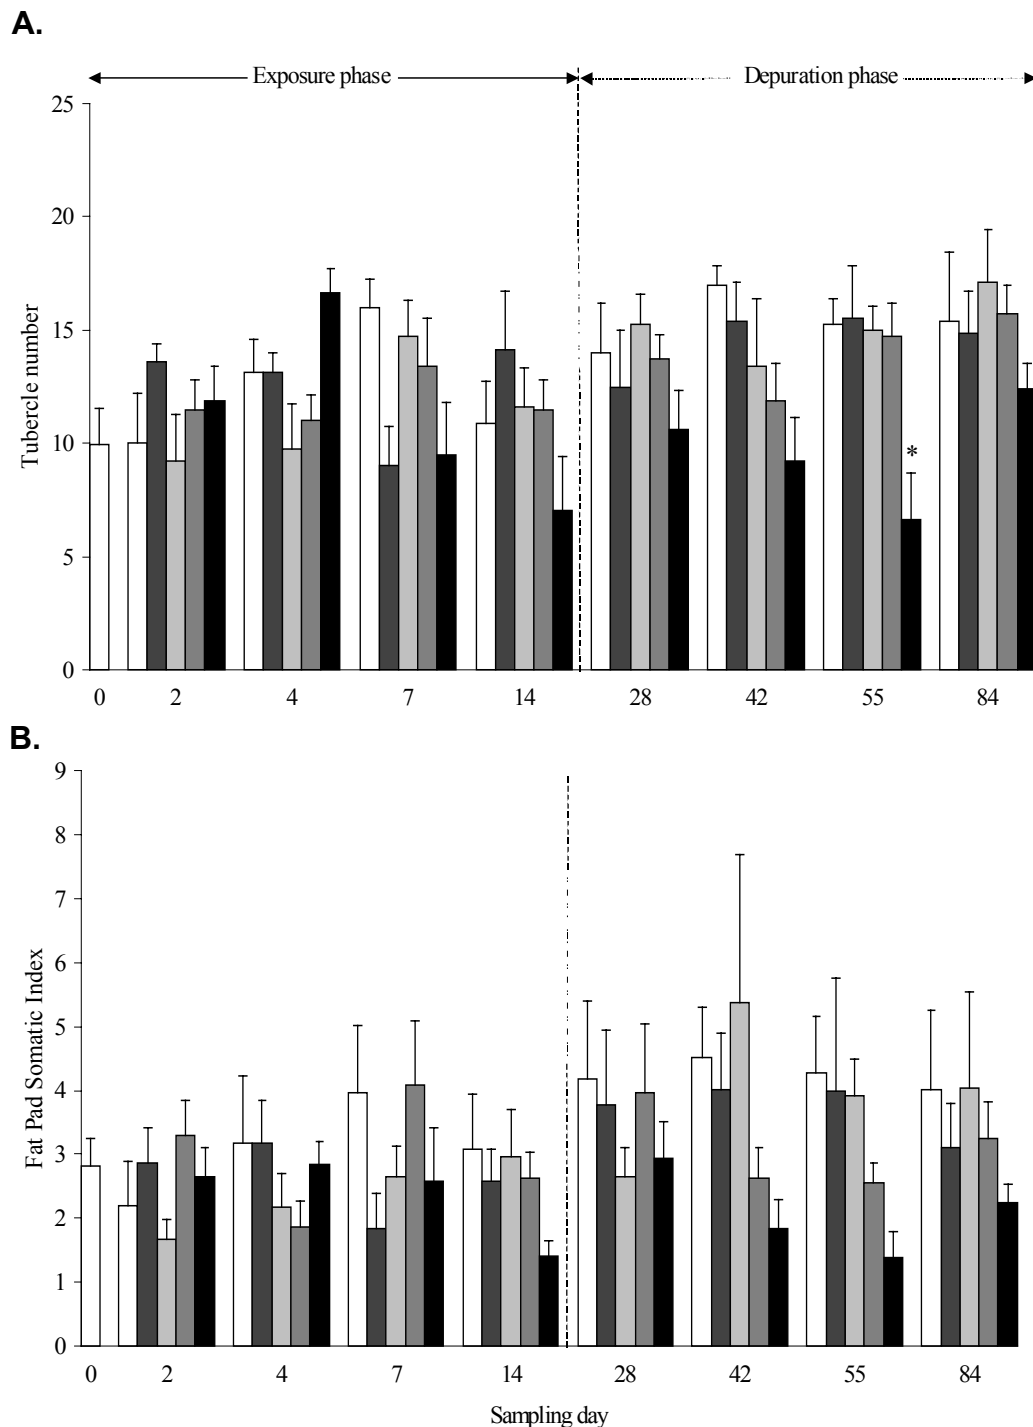 A.
Exposure phase
Depuration phase
25
20
15
10
5
0
Tubercle number
*
0 2 4 7 14 28 42 55 84
B.
9
8
7
6
5
4
3
2
1
0
Fat Pad Somatic Index
0 2 4 7 14 28 42 55 84
Sampling day